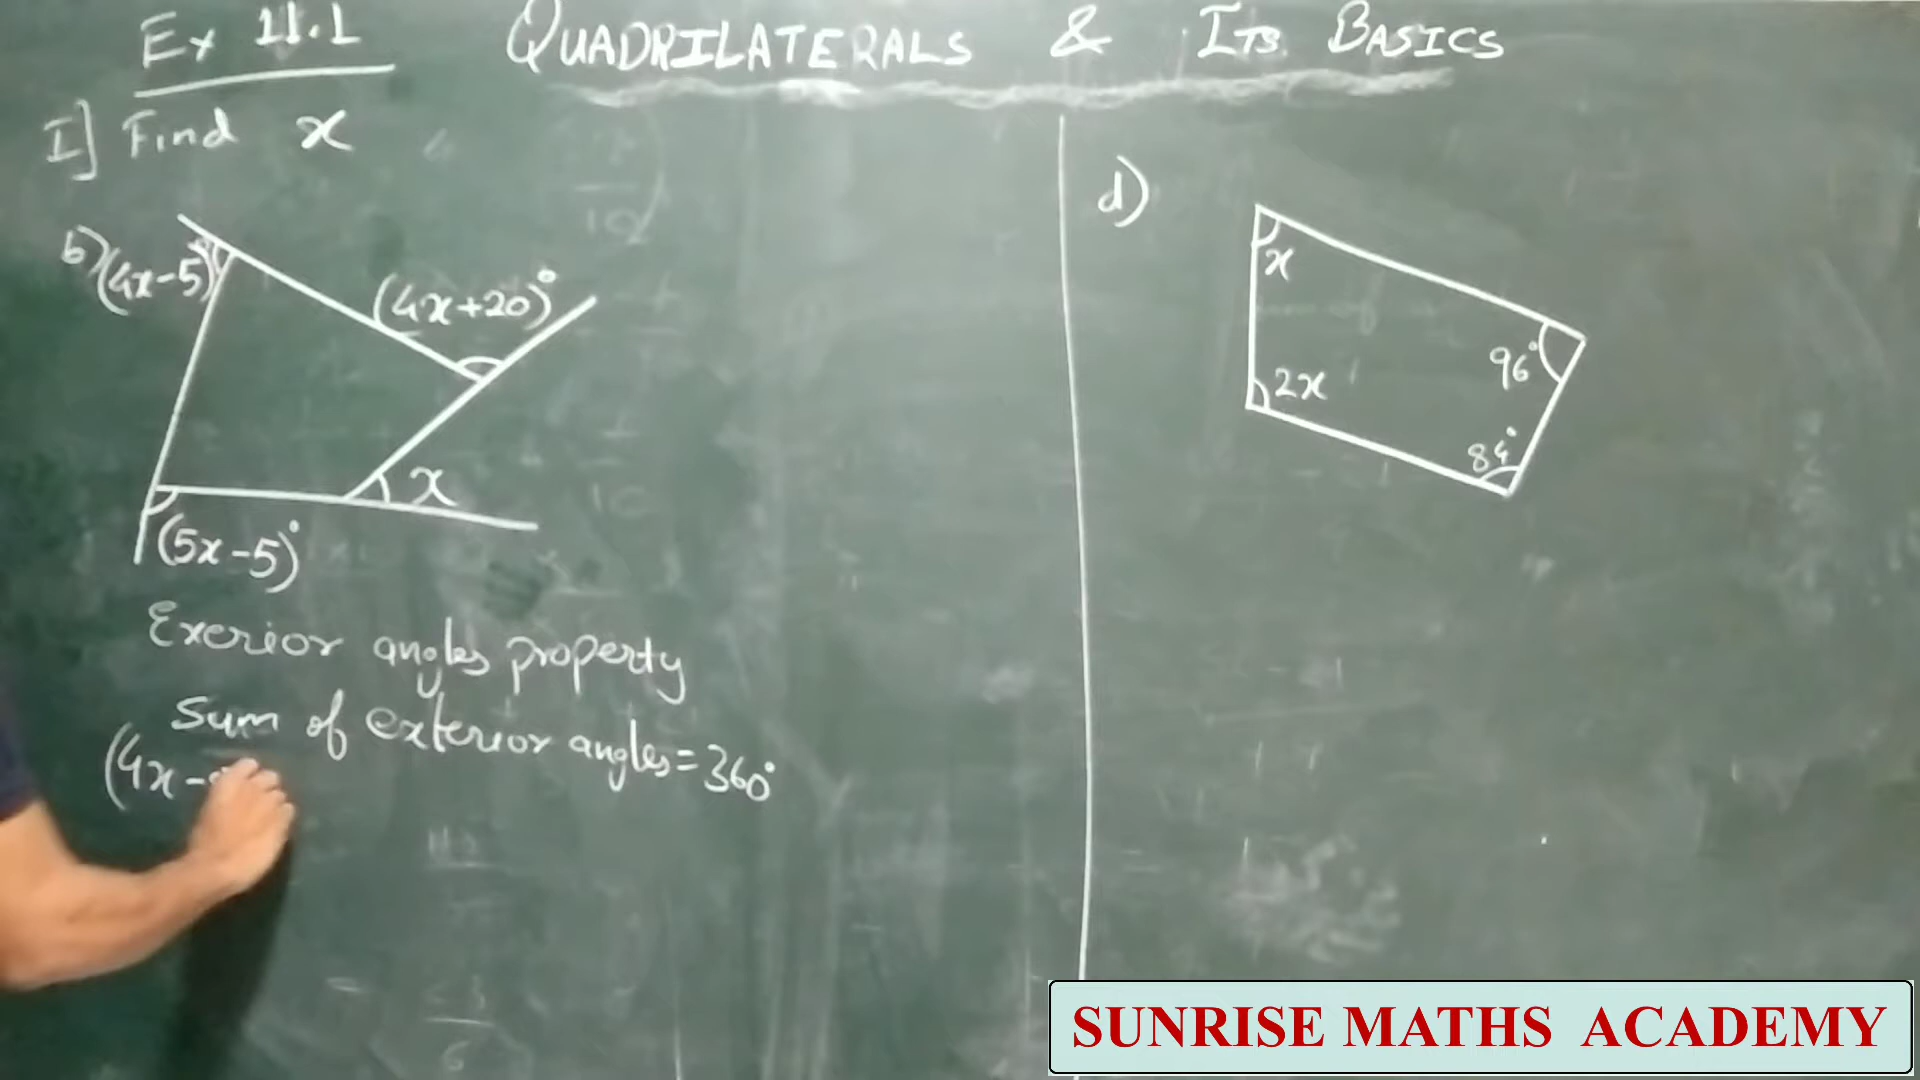 Ex 11.1
QUADRILATERALS & ITS BASICS
I] Find x
b)
(4x-5)
(4x+20)°
x
(5x-5)°
Exerior angles property
Sum of exterior angles = 360°
(4x-
d)
x
96°
2x
84°
SUNRISE MATHS ACADEMY